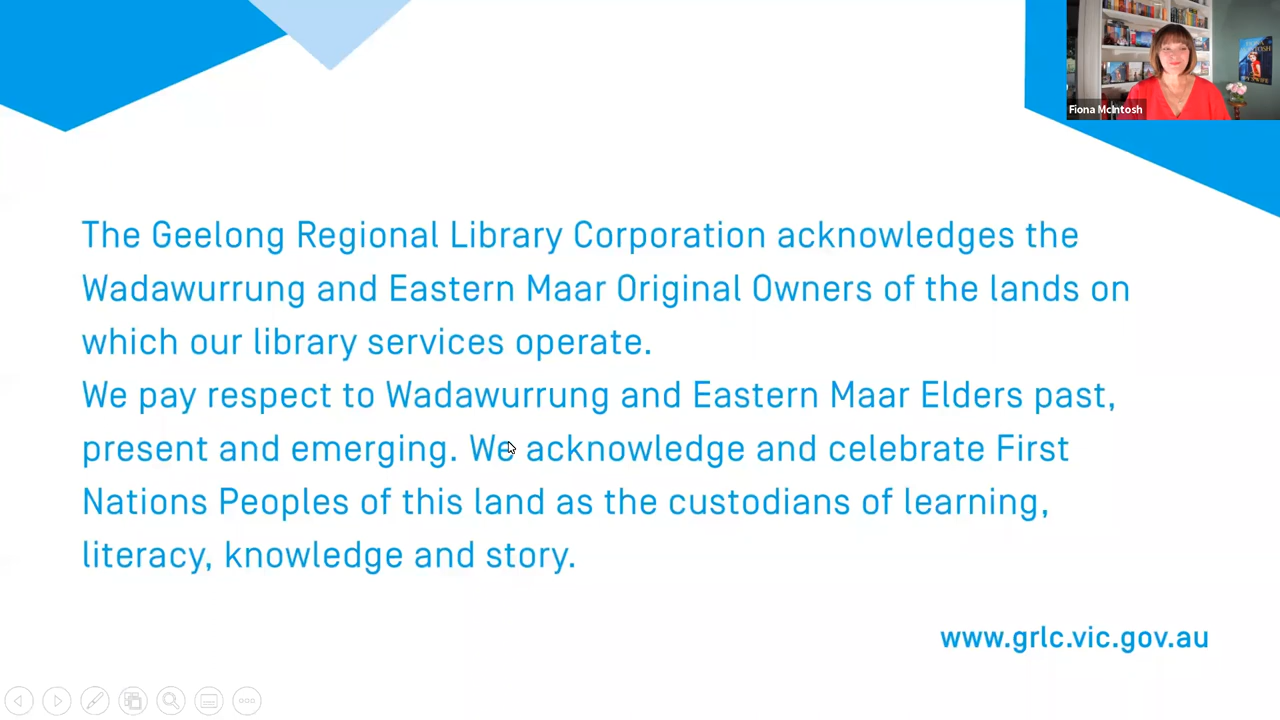 Fiona McIntosh
The Geelong Regional Library Corporation acknowledges the
Wadawurrung and Eastern Maar Original Owners of the lands on
which our library services operate.
We pay respect to Wadawurrung and Eastern Maar Elders past,
present and emerging. We acknowledge and celebrate First
Nations Peoples of this land as the custodians of learning,
literacy, knowledge and story.
www.grlc.vic.gov.au